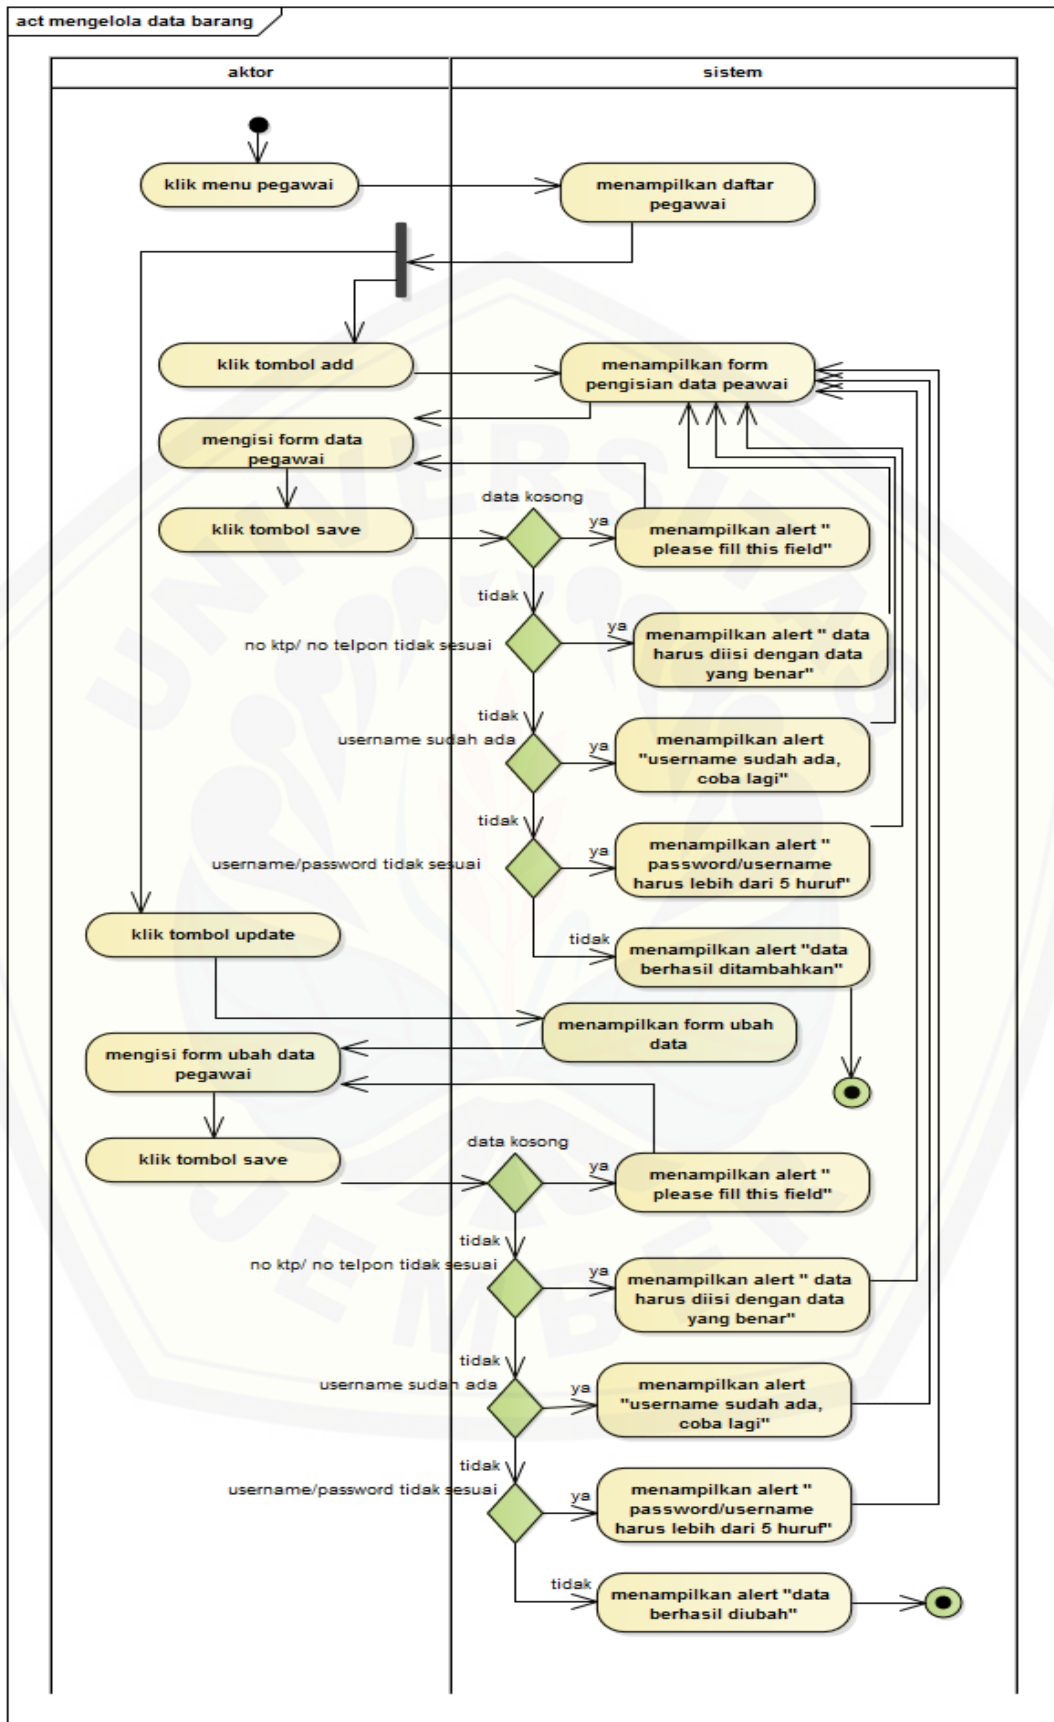 act mengelola data barang
aktor
sistem
klik menu pegawai
menampilkan daftar
pegawai
klik tombol add
menampilkan form
pengisian data peawai
mengisi form data
pegawai
data kosong
klik tombol save
ya
menampilkan alert "
please fill this field"
tidak
no ktp/ no telpon tidak sesuai
ya
menampilkan alert " data
harus diisi dengan data
yang benar"
tidak
username sudah ada
ya
menampilkan alert
"username sudah ada,
coba lagi"
tidak
username/password tidak sesuai
ya
menampilkan alert "
password/username
harus lebih dari 5 huruf"
klik tombol update
tidak
menampilkan alert "data
berhasil ditambahkan"
menampilkan form ubah
data
mengisi form ubah data
pegawai
data kosong
klik tombol save
ya
menampilkan alert "
please fill this field"
tidak
no ktp/ no telpon tidak sesuai
ya
menampilkan alert " data
harus diisi dengan data
yang benar"
tidak
username sudah ada
ya
menampilkan alert
"username sudah ada,
coba lagi"
tidak
username/password tidak sesuai
ya
menampilkan alert "
password/username
harus lebih dari 5 huruf"
tidak
menampilkan alert "data
berhasil diubah"
UNIVERSITAS
JEMBER